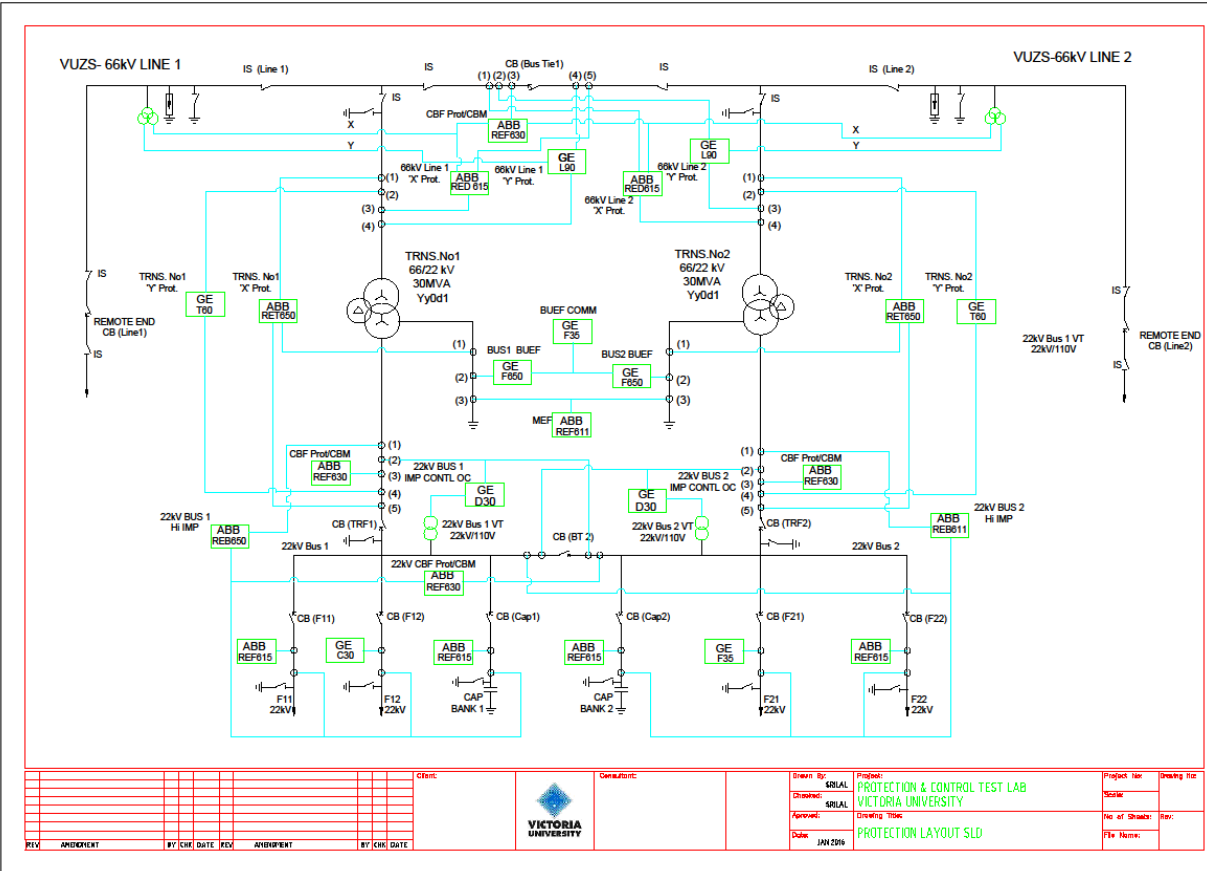 VUZS- 66kV LINE 1
VUZS-66kV LINE 2
IS (Line 1)
IS
CB (Bus Tie1)
IS
IS (Line 2)
(1) (2) (3)
(4) (5)
IS
IS
CBF Prot/CBM
ABB
REF630
X
Y
X
Y
GE
L90
GE
L90
66kV Line 1
'X' Prot.
66kV Line 1
'Y' Prot.
ABB
RED 615
ABB
RED615
66kV Line 2
'Y' Prot.
66kV Line 2
'X' Prot.
(1)
(2)
(3)
(4)
(1)
(2)
(3)
(4)
TRNS.No1
66/22 kV
30MVA
Yy0d1
TRNS.No2
66/22 kV
30MVA
Yy0d1
IS
REMOTE END
CB (Line1)
IS
TRNS. No1
'Y' Prot.
GE
T60
TRNS. No1
'X' Prot.
ABB
RET650
TRNS. No2
'X' Prot.
ABB
RET650
TRNS. No2
'Y' Prot.
GE
T60
IS
REMOTE END
CB (Line2)
IS
22kV Bus 1 VT
22kV/110V
BUEF COMM
GE
F35
BUS1 BUEF
GE
F650
BUS2 BUEF
GE
F650
(1)
(2)
(3)
(1)
(2)
(3)
MEF
ABB
REF611
CBF Prot/CBM
ABB
REF630
(1)
(2)
(3)
(4)
(5)
22kV BUS 1
IMP CONTL OC
GE
D30
22kV BUS 2
IMP CONTL OC
GE
D30
(1)
(2)
(3)
(4)
(5)
CBF Prot/CBM
ABB
REF630
22kV BUS 1
Hi IMP
ABB
REB650
22kV BUS 2
Hi IMP
ABB
REB611
CB (TRF1)
22kV Bus 1 VT
22kV/110V
CB (BT 2)
22kV Bus 2 VT
22kV/110V
CB (TRF2)
22kV Bus 1
22kV Bus 2
22kV CBF Prot/CBM
ABB
REF630
CB (F11)
CB (F12)
CB (Cap1)
CB (Cap2)
CB (F21)
CB (F22)
ABB
REF615
GE
C30
ABB
REF615
ABB
REF615
GE
F35
ABB
REF615
F11
22kV
F12
22kV
CAP
BANK 1
CAP
BANK 2
F21
22kV
F22
22kV
REV AMENDMENT BY CHK DATE REV AMENDMENT BY CHK DATE
Client:
VICTORIA
UNIVERSITY
Consultant:
Drawn By:
SRILAL
Checked:
SRILAL
Aproved:
Date:
JAN 2016
Project:
PROTECTION & CONTROL TEST LAB
VICTORIA UNIVERSITY
Drawing Title:
PROTECTION LAYOUT SLD
Project No:
Drawing No:
Scale:
No of Sheets:
Rev:
File Name: